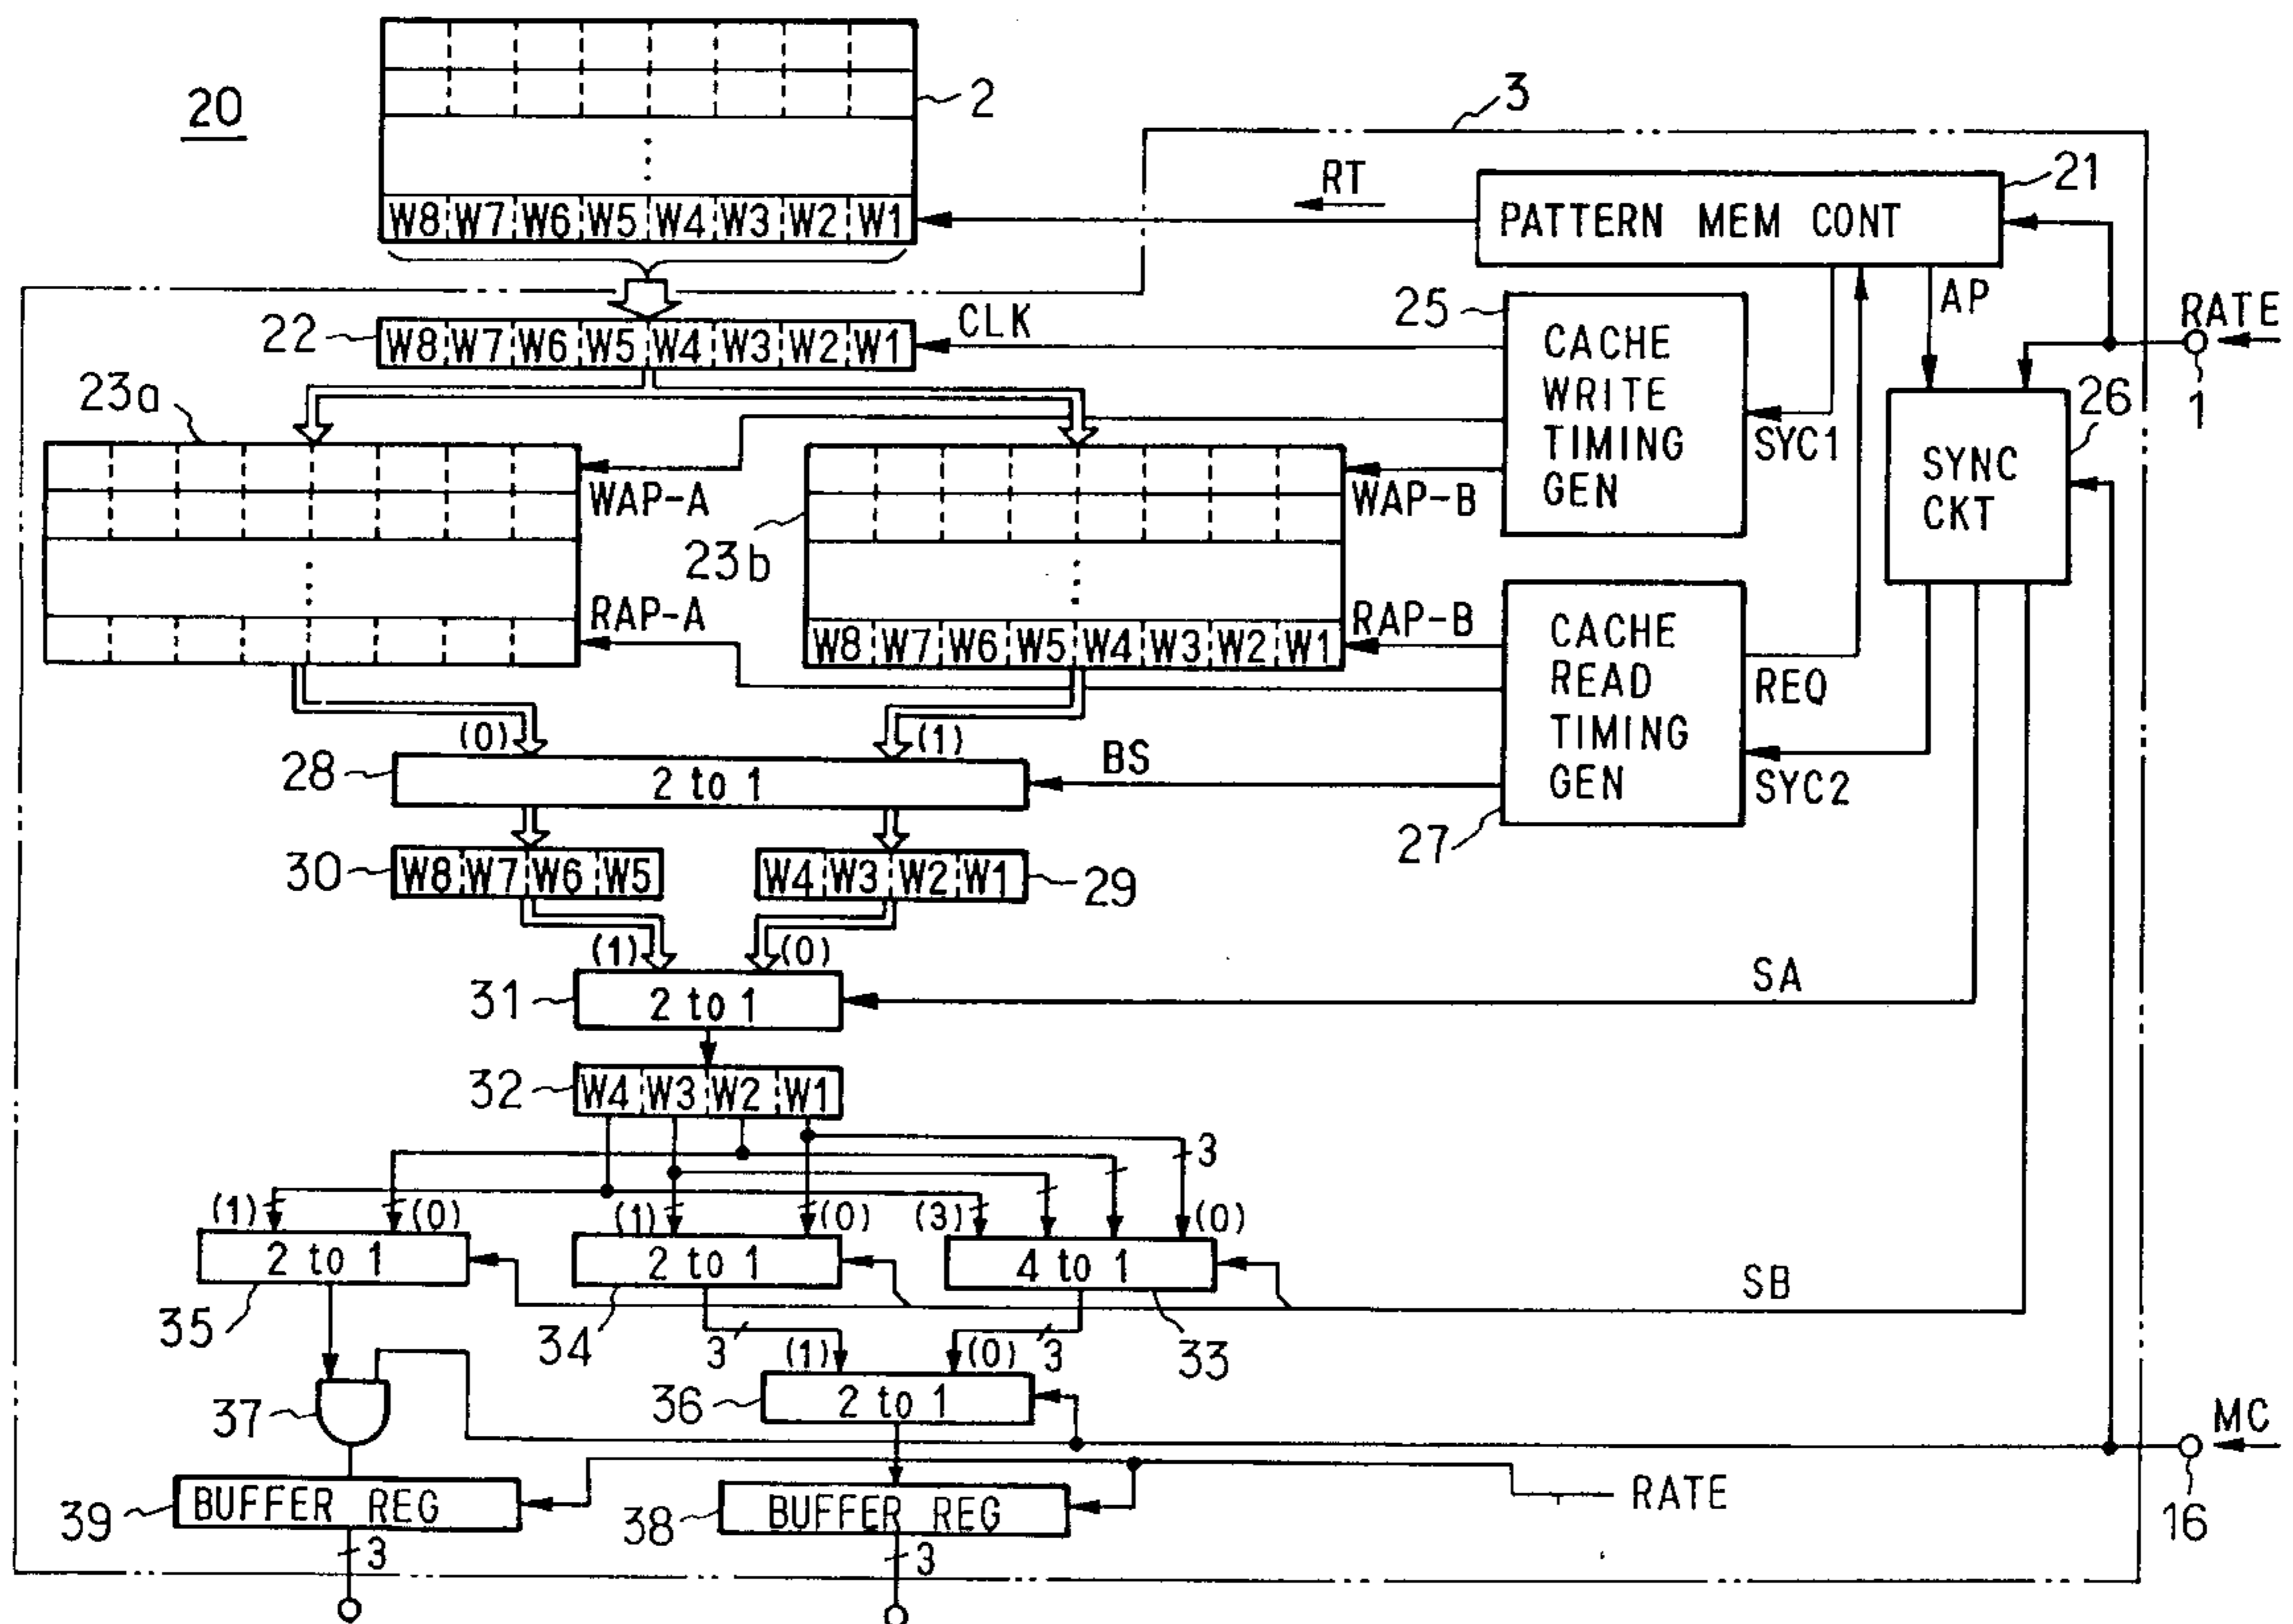 20
2
3
RT
21
PATTERN MEM CONT
W8 W7 W6 W5 W4 W3 W2 W1
AP
RATE
1
22
W8 W7 W6 W5 W4 W3 W2 W1
CLK
25
CACHE
WRITE
TIMING
GEN
SYC1
26
SYNC
CKT
23a
WAP-A
23b
WAP-B
RAP-A
RAP-B
W8 W7 W6 W5 W4 W3 W2 W1
CACHE
READ
TIMING
GEN
REQ
SYC2
27
(0)
(1)
28
2 to 1
BS
30
W8 W7 W6 W5
W4 W3 W2 W1
29
(1)
(0)
31
2 to 1
SA
32
W4 W3 W2 W1
3
(1)
(0)
(1)
(0)
(3)
(0)
2 to 1
2 to 1
4 to 1
SB
35
34
33
3
(1)
(0)
3
36
2 to 1
37
MC
16
39
BUFFER REG
38
BUFFER REG
RATE
3
3